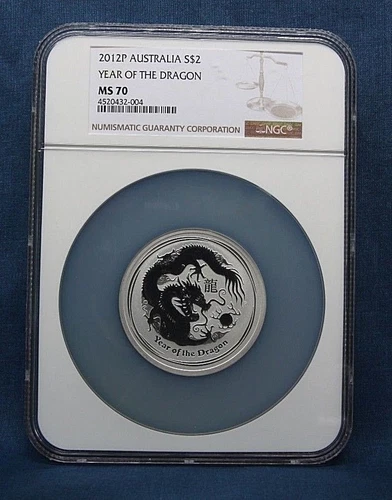 2012P AUSTRALIA S$2
YEAR OF THE DRAGON
MS 70
4520432-004
NUMISMATIC GUARANTY CORPORATION
NGC
龍
Year of the Dragon